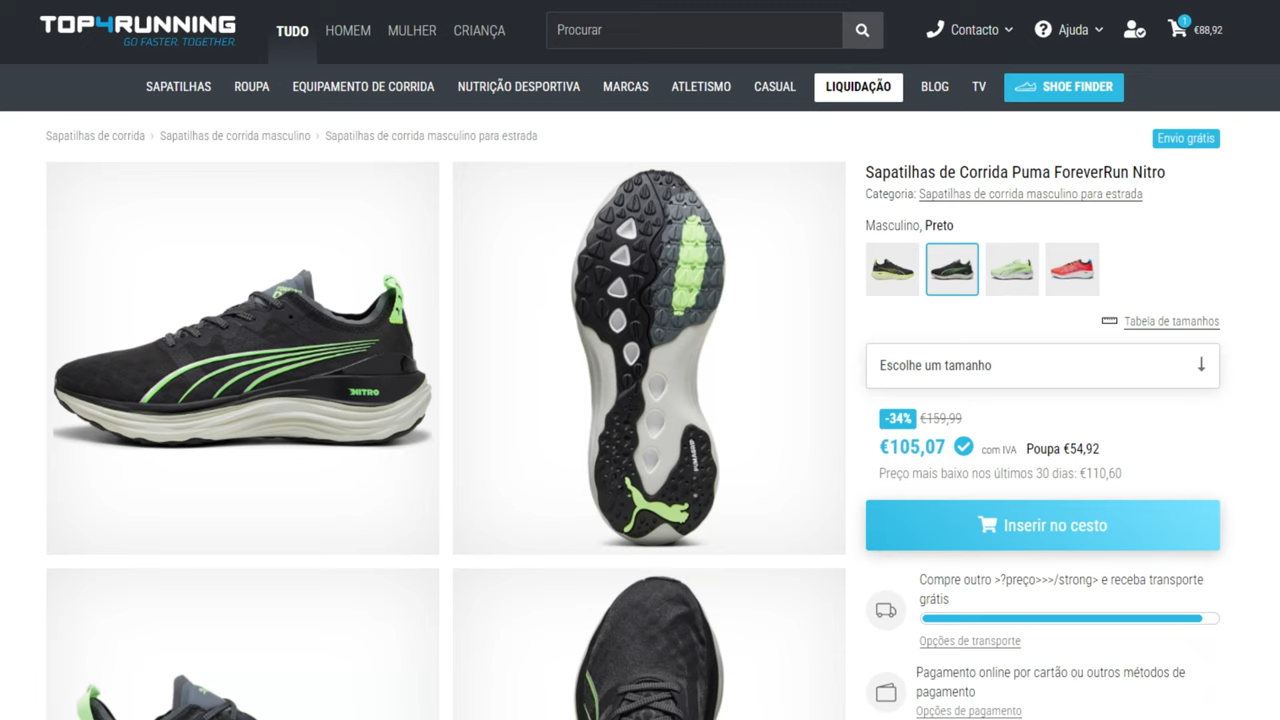 TOP4RUNNING
GO FASTER. TOGETHER.
TUDO
HOMEM
MULHER
CRIANÇA
Procurar
Contacto
Ajuda
1
€88,92
SAPATILHAS
ROUPA
EQUIPAMENTO DE CORRIDA
NUTRIÇÃO DESPORTIVA
MARCAS
ATLETISMO
CASUAL
LIQUIDAÇÃO
BLOG
TV
SHOE FINDER
Sapatilhas de corrida › Sapatilhas de corrida masculino › Sapatilhas de corrida masculino para estrada
Envio grátis
Sapatilhas de Corrida Puma ForeverRun Nitro
Categoria: Sapatilhas de corrida masculino para estrada
Masculino, Preto
Tabela de tamanhos
Escolhe um tamanho
-34% €159,99
€105,07 com IVA Poupa €54,92
Preço mais baixo nos últimos 30 dias: €110,60
Inserir no cesto
Compre outro >?preço>>>/strong> e receba transporte
grátis
Opções de transporte
Pagamento online por cartão ou outros métodos de
pagamento
Opções de pagamento
NITRO
PUMAGRIP